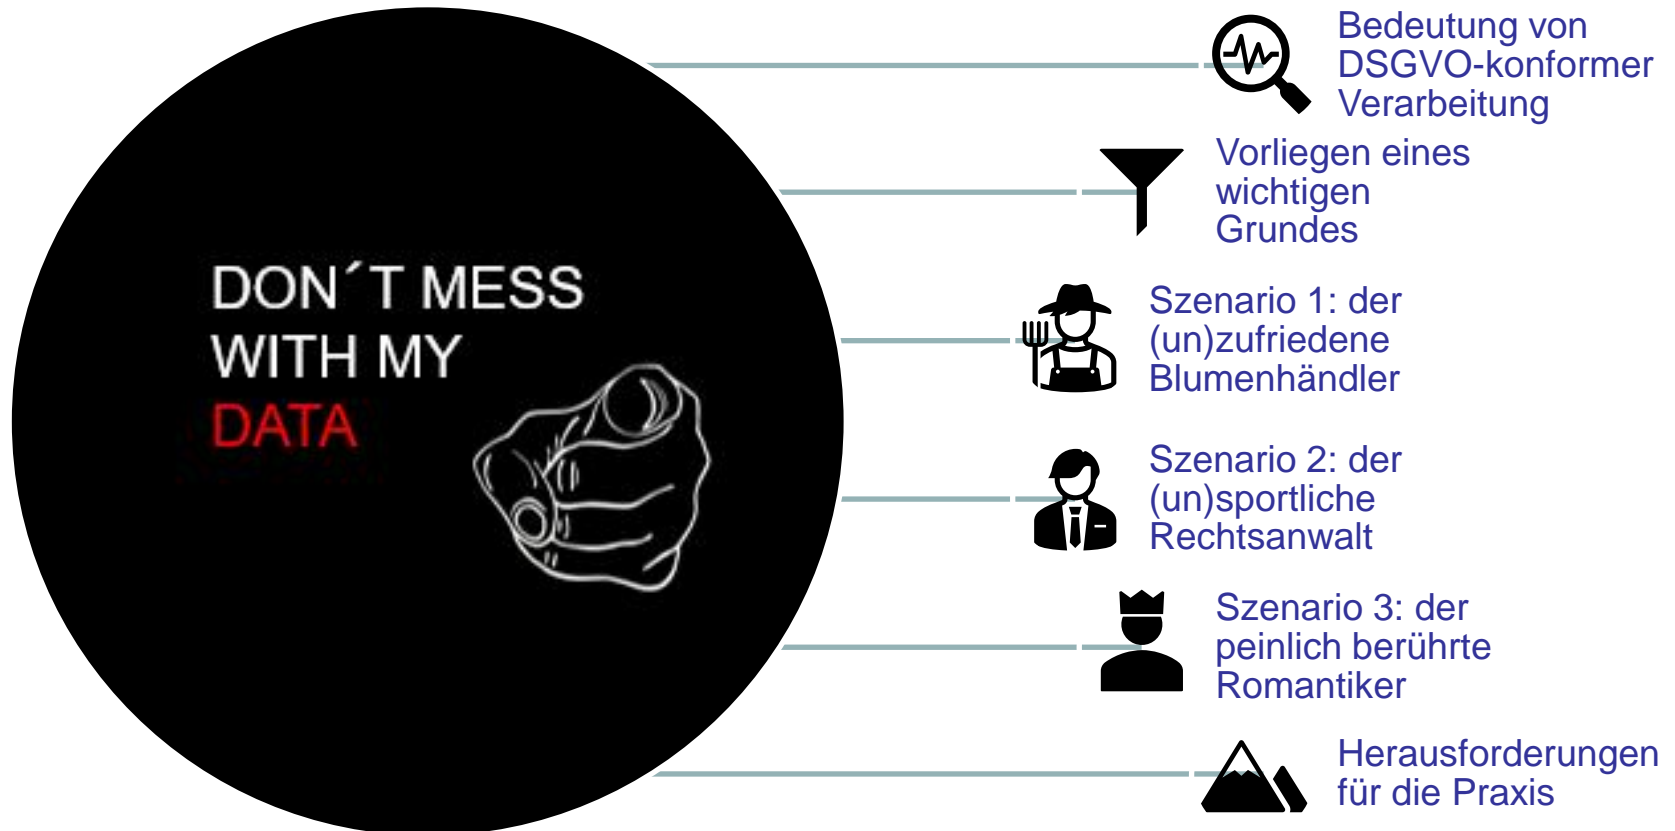 DON´T MESS
WITH MY
DATA
Bedeutung von
DSGVO-konformer
Verarbeitung
Vorliegen eines
wichtigen
Grundes
Szenario 1: der
(un)zufriedene
Blumenhändler
Szenario 2: der
(un)sportliche
Rechtsanwalt
Szenario 3: der
peinlich berührte
Romantiker
Herausforderungen
für die Praxis